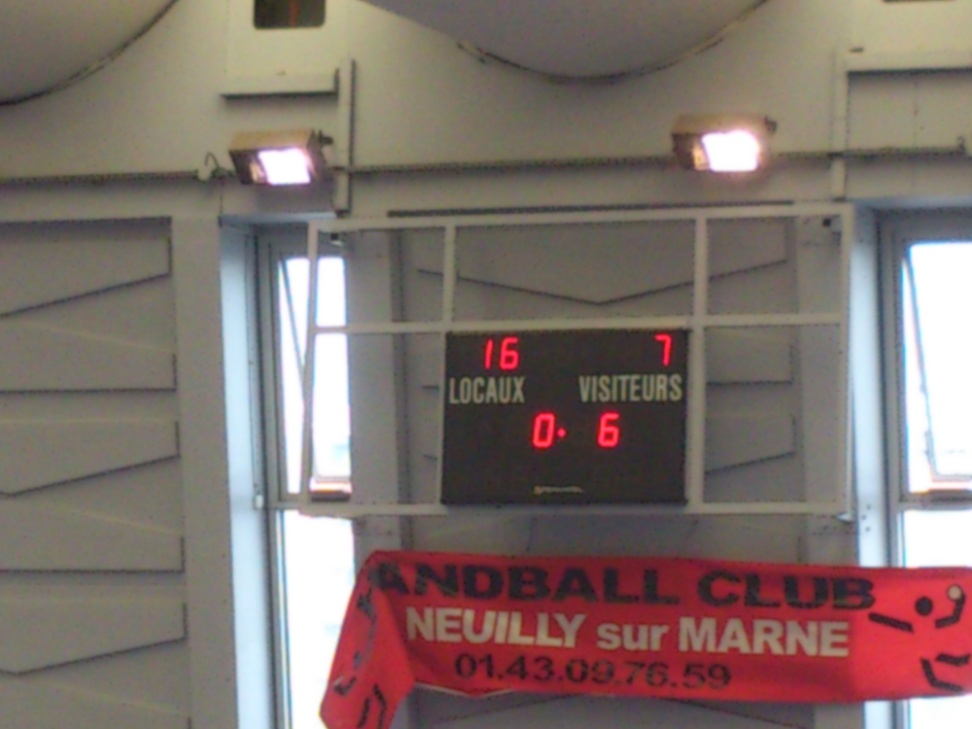 16 7
LOCAUX VISITEURS
0. 6
ANDBALL CLUB
NEUILLY sur MARNE
01.43.09.76.59